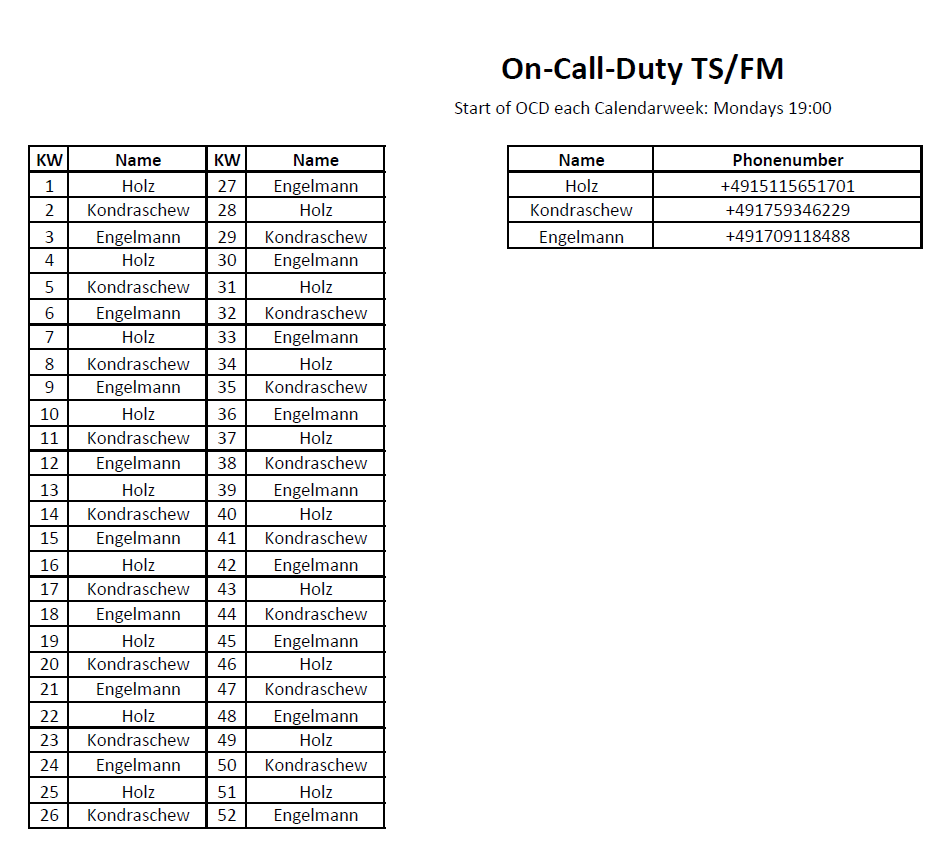 On-Call-Duty TS/FM
Start of OCD each Calendarweek: Mondays 19:00
KW Name KW Name
1 Holz 27 Engelmann
2 Kondraschew 28 Holz
3 Engelmann 29 Kondraschew
4 Holz 30 Engelmann
5 Kondraschew 31 Holz
6 Engelmann 32 Kondraschew
7 Holz 33 Engelmann
8 Kondraschew 34 Holz
9 Engelmann 35 Kondraschew
10 Holz 36 Engelmann
11 Kondraschew 37 Holz
12 Engelmann 38 Kondraschew
13 Holz 39 Engelmann
14 Kondraschew 40 Holz
15 Engelmann 41 Kondraschew
16 Holz 42 Engelmann
17 Kondraschew 43 Holz
18 Engelmann 44 Kondraschew
19 Holz 45 Engelmann
20 Kondraschew 46 Holz
21 Engelmann 47 Kondraschew
22 Holz 48 Engelmann
23 Kondraschew 49 Holz
24 Engelmann 50 Kondraschew
25 Holz 51 Holz
26 Kondraschew 52 Engelmann
Name Phonenumber
Holz +4915115651701
Kondraschew +491759346229
Engelmann +491709118488